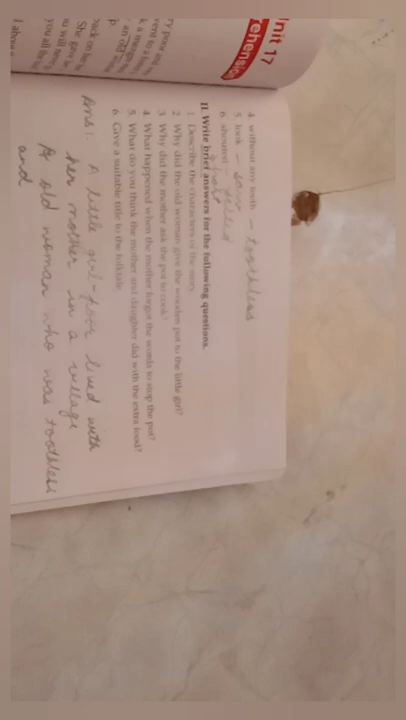 Unit 17
4. without any teeth – toothless
5. look – saw
6. shouted – yelled
short
II. Write brief answers for the following questions.
1. Describe the characters of the story.
2. Why did the old woman give the wooden pot to the little girl?
3. Why did the mother ask the pot to cook?
4. What happened when the mother forgot the words to stop the pot?
5. What do you think the mother and daughter did with the extra food?
6. Give a suitable title to the folktale.
Ans 1. A little girl – poor lived with
her mother in a village
A old woman who was toothless
and